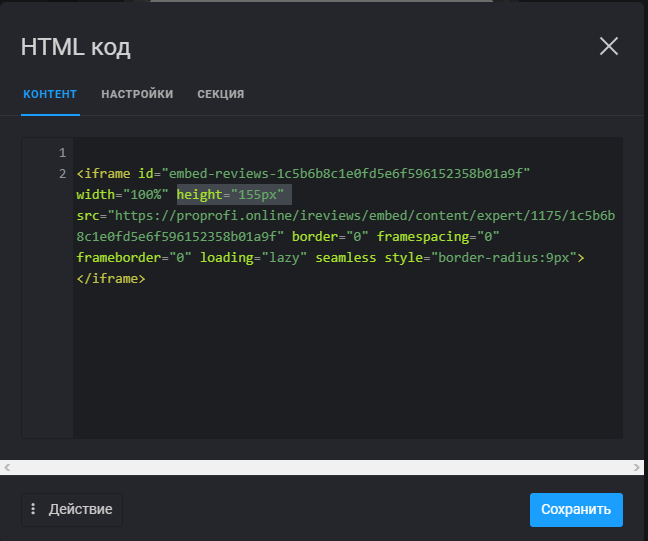 HTML код
КОНТЕНТ НАСТРОЙКИ СЕКЦИЯ
1
2 <iframe id="embed-reviews-1c5b6b8c1e0fd5e6f596152358b01a9f"
width="100%" height="155px"
src="https://proprofi.online/ireviews/embed/content/expert/1175/1c5b6b
8c1e0fd5e6f596152358b01a9f" border="0" framespacing="0"
frameborder="0" loading="lazy" seamless style="border-radius:9px">
</iframe>
Действие Сохранить